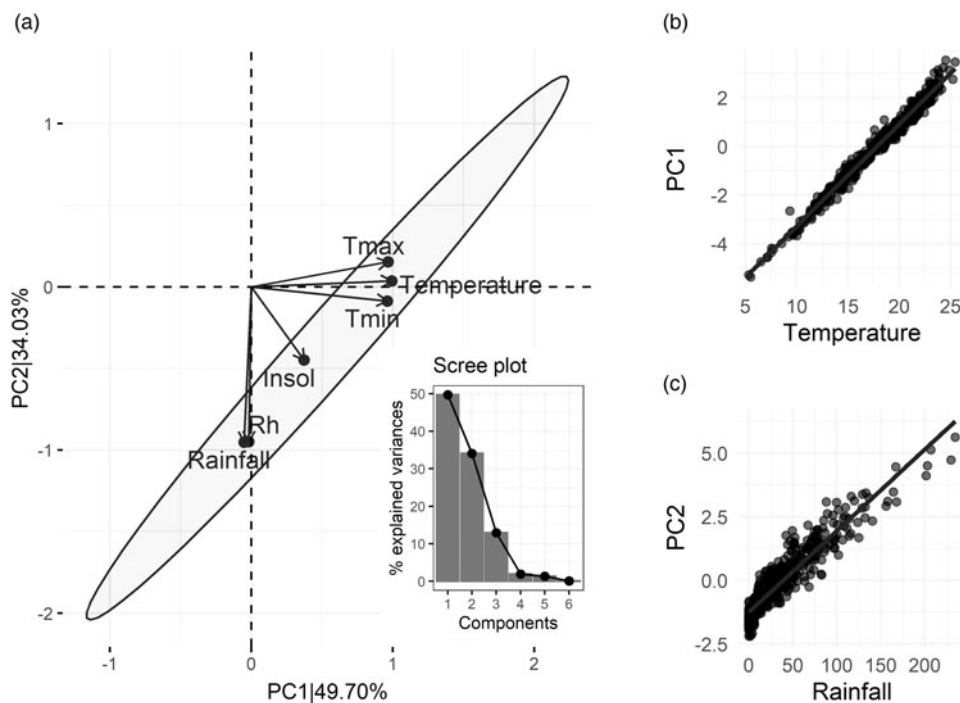 (a)
1
0
-1
-2
PC2|34.03%
-1
0
1
2
PC1|49.70%
Tmax
Temperature
Tmin
Insol
Rh
Rainfall
Scree plot
50
40
30
20
10
0
% explained variances
1 2 3 4 5 6
Components
(b)
2
0
-2
-4
PC1
5 10 15 20 25
Temperature
(c)
5.0
2.5
0.0
-2.5
PC2
0 50 100 150 200
Rainfall